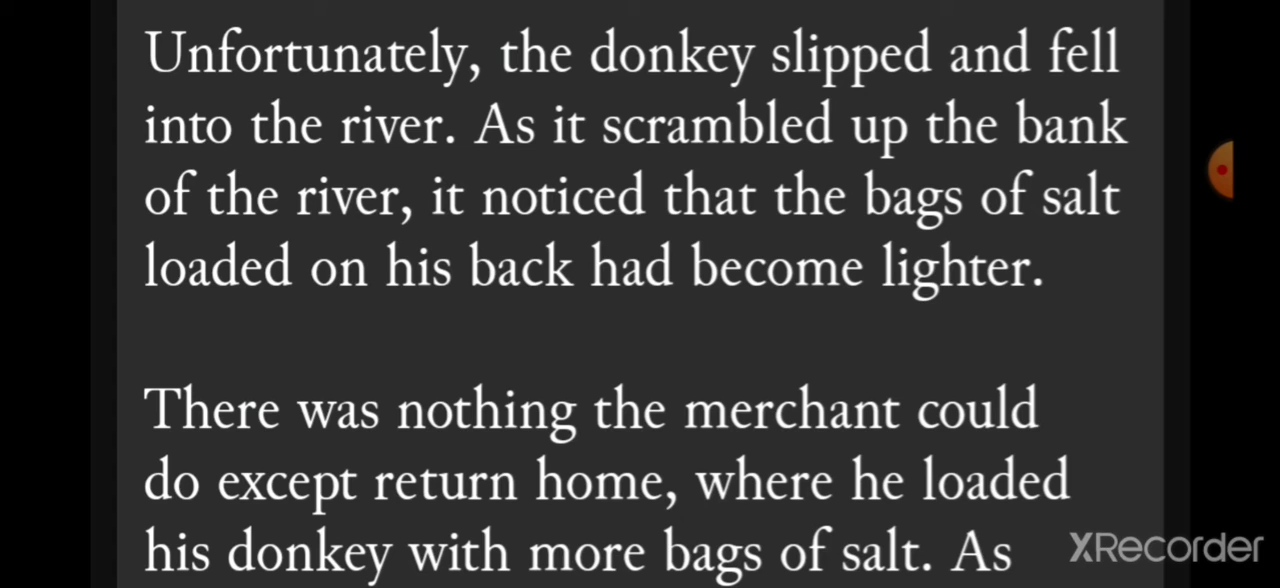 Unfortunately, the donkey slipped and fell
into the river. As it scrambled up the bank
of the river, it noticed that the bags of salt
loaded on his back had become lighter.
There was nothing the merchant could
do except return home, where he loaded
his donkey with more bags of salt. As
XRecorder